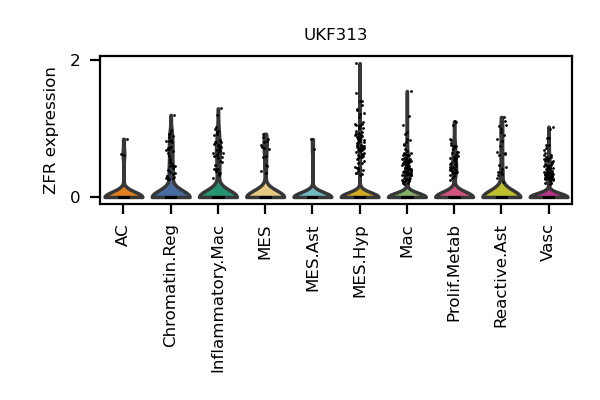 UKF313
ZFR expression
2
0
AC
Chromatin.Reg
Inflammatory.Mac
MES
MES.Ast
MES.Hyp
Mac
Prolif.Metab
Reactive.Ast
Vasc